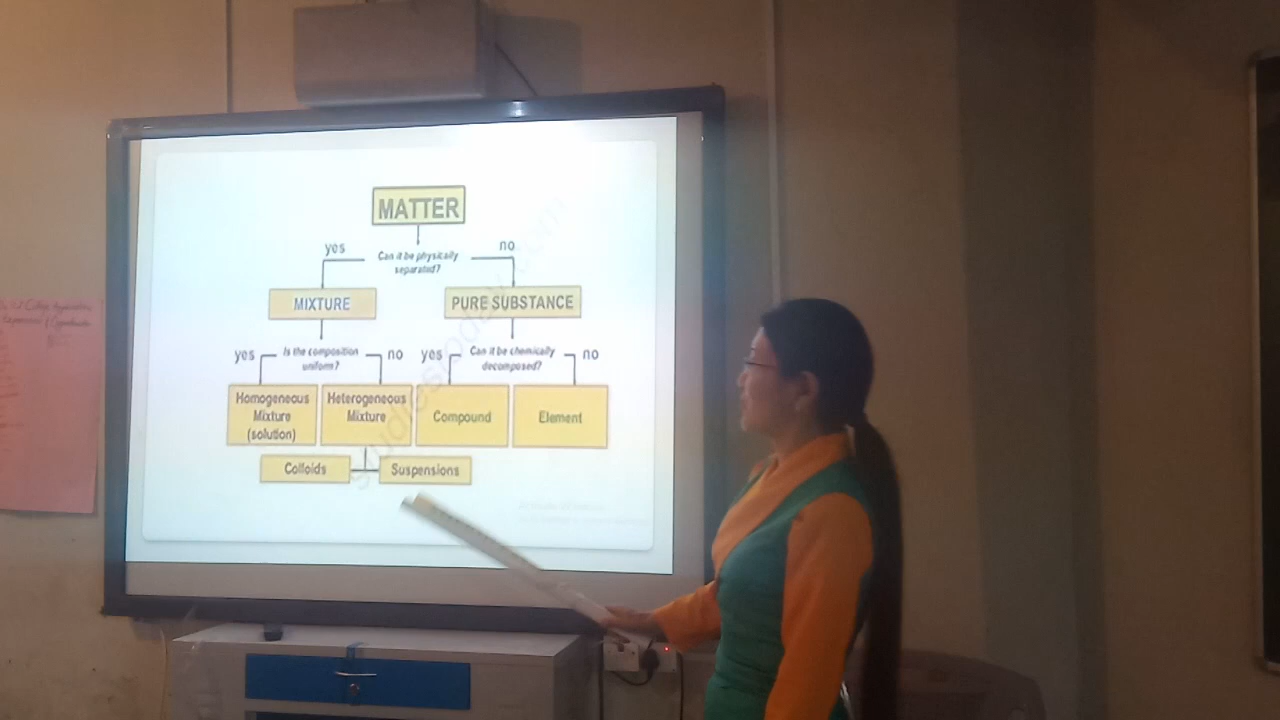 MATTER
yes
no
Can it be physically
separated?
MIXTURE
PURE SUBSTANCE
yes
Is the composition
uniform?
no
yes
Can it be chemically
decomposed?
no
Homogeneous
Mixture
(solution)
Heterogeneous
Mixture
Compound
Element
Colloids
Suspensions